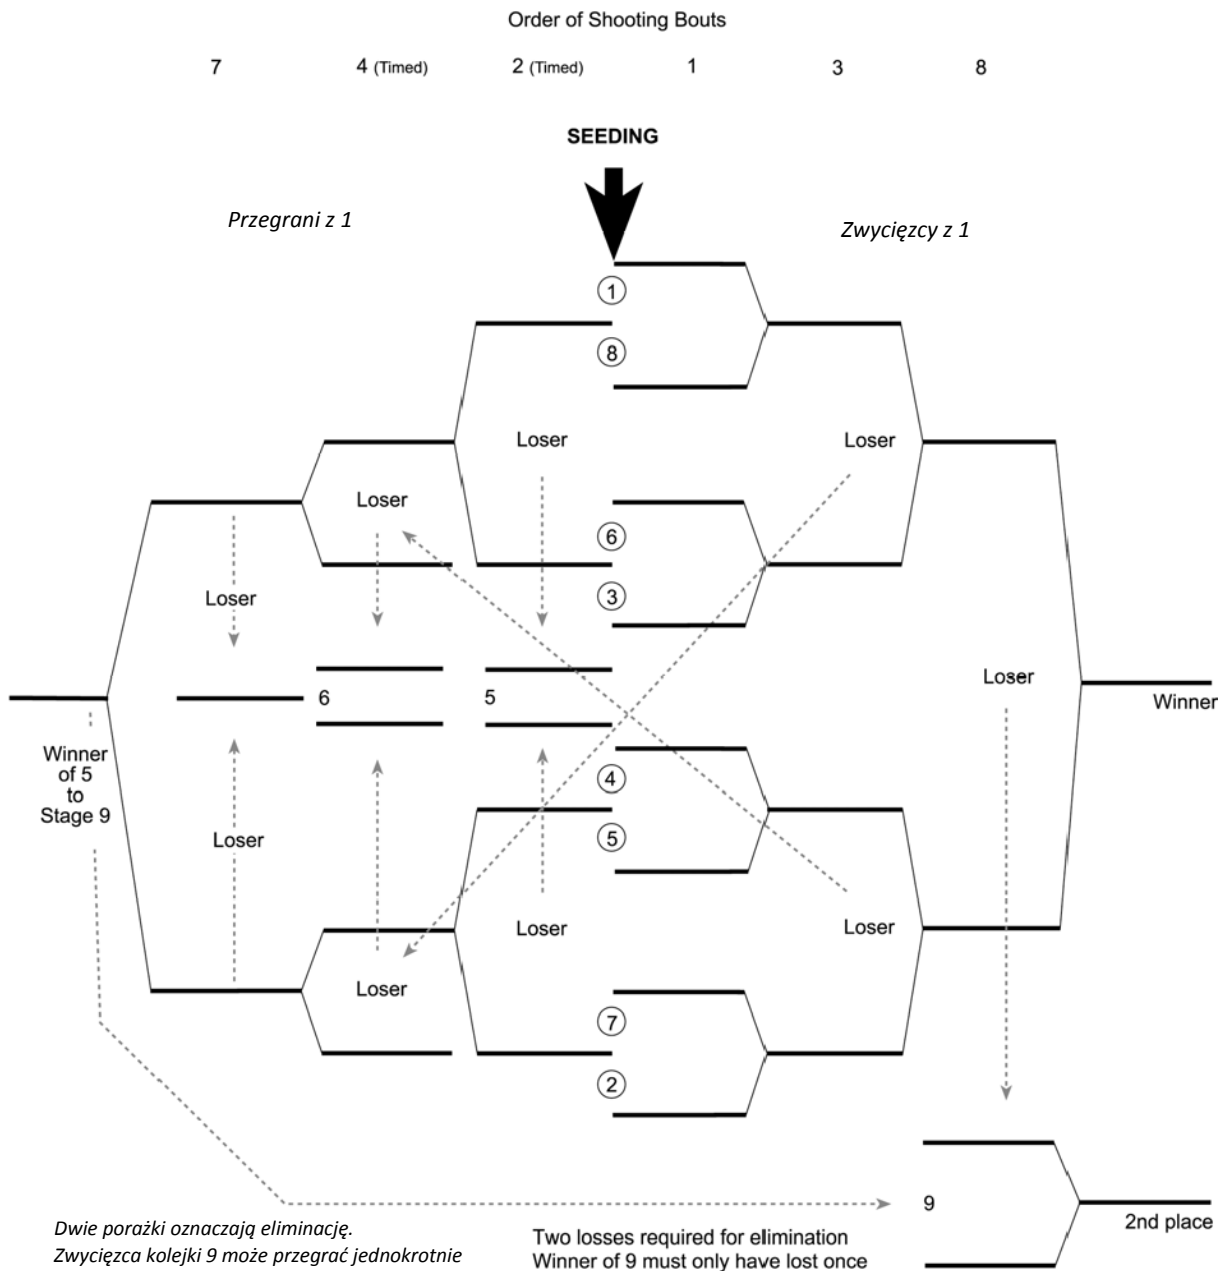 Order of Shooting Bouts
7 4 (Timed) 2 (Timed) 1 3 8
SEEDING
Przegrani z 1
Zwycięzcy z 1
1
8
Loser
Loser
Loser
6
3
Loser
6
5
Loser
Winner
Winner
of 5
to
Stage 9
4
5
Loser
Loser
Loser
Loser
7
2
9
2nd place
Dwie porażki oznaczają eliminację.
Zwycięzca kolejki 9 może przegrać jednokrotnie
Two losses required for elimination
Winner of 9 must only have lost once